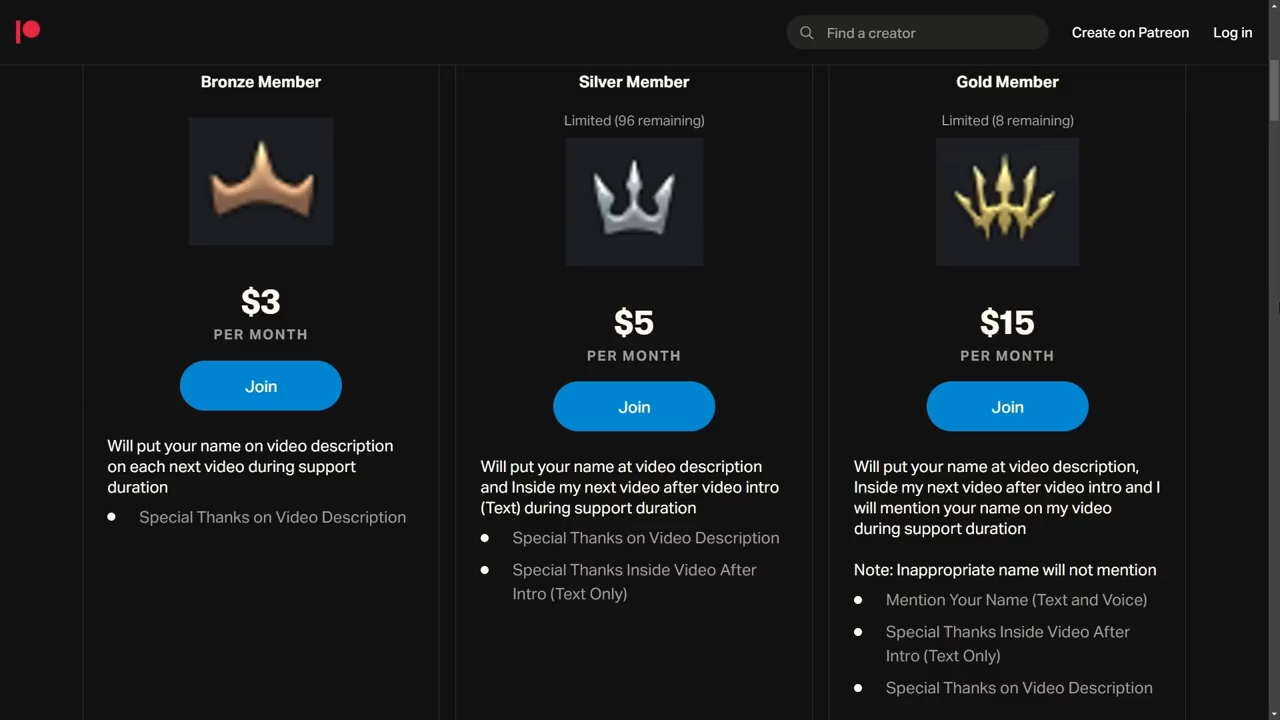 Find a creator
Create on Patreon
Log in
Bronze Member
$3
PER MONTH
Join
Will put your name on video description
on each next video during support
duration
Special Thanks on Video Description
Silver Member
Limited (96 remaining)
$5
PER MONTH
Join
Will put your name at video description
and Inside my next video after video intro
(Text) during support duration
Special Thanks on Video Description
Special Thanks Inside Video After
Intro (Text Only)
Gold Member
Limited (8 remaining)
$15
PER MONTH
Join
Will put your name at video description,
Inside my next video after video intro and I
will mention your name on my video
during support duration
Note: Inappropriate name will not mention
Mention Your Name (Text and Voice)
Special Thanks Inside Video After
Intro (Text Only)
Special Thanks on Video Description